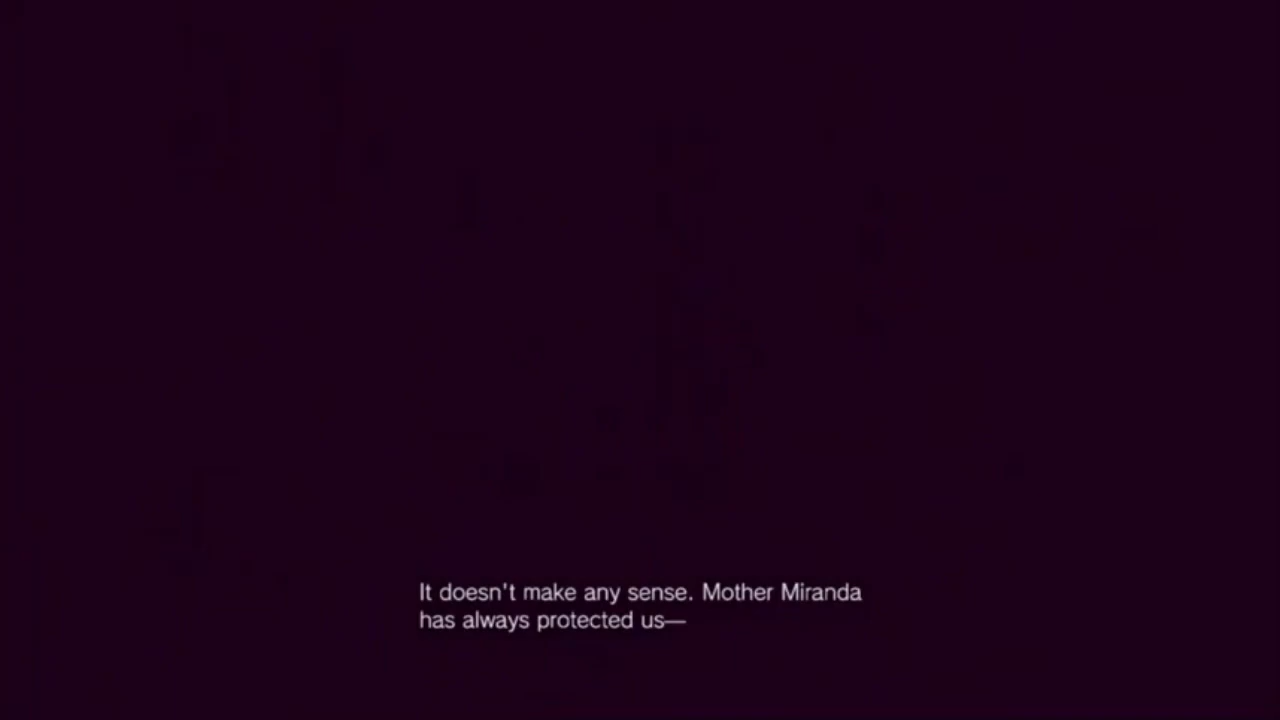 It doesn't make any sense. Mother Miranda
has always protected us—